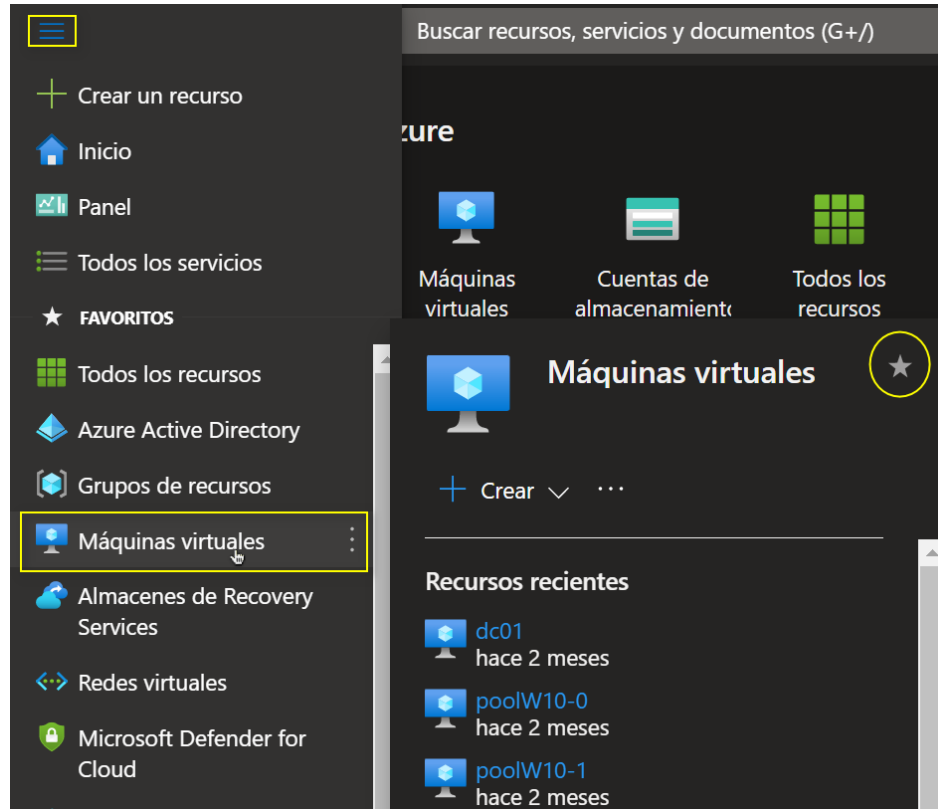 Buscar recursos, servicios y documentos (G+/)
Crear un recurso
Inicio
Panel
Todos los servicios
FAVORITOS
Todos los recursos
Azure Active Directory
Grupos de recursos
Máquinas virtuales
Almacenes de Recovery
Services
Redes virtuales
Microsoft Defender for
Cloud
zure
Máquinas
virtuales
Cuentas de
almacenamiento
Todos los
recursos
Máquinas virtuales
Crear
Recursos recientes
dc01
hace 2 meses
poolW10-0
hace 2 meses
poolW10-1
hace 2 meses